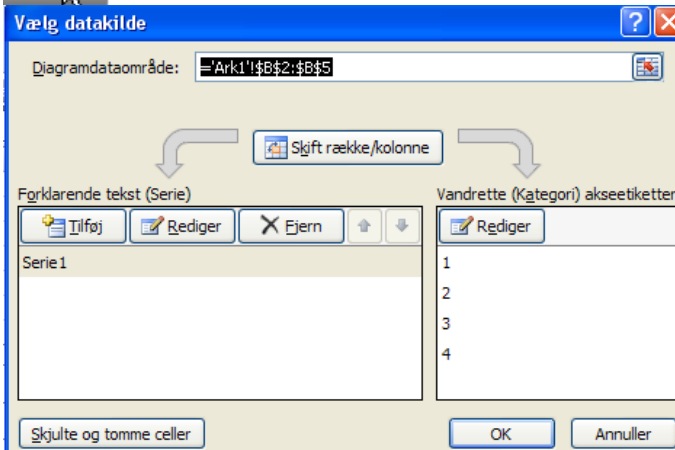 Vælg datakilde
Diagramdataområde: ='Ark1'!$B$2:$B$5
Skift række/kolonne
Forklarende tekst (Serie)
Tilføj Rediger Fjern
Serie1
Vandrette (Kategori) akseetiketter
Rediger
1
2
3
4
Skjulte og tomme celler
OK Annuller